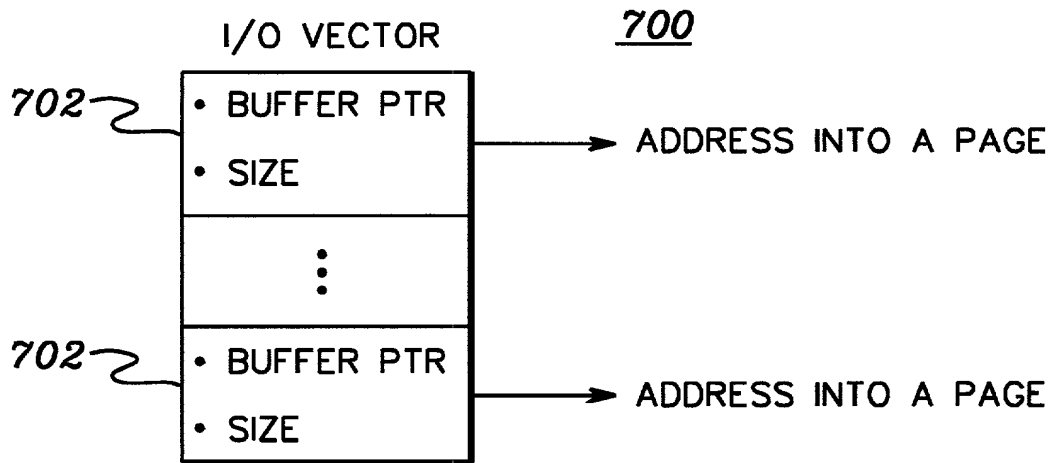 I/O VECTOR
700
702
• BUFFER PTR
• SIZE
ADDRESS INTO A PAGE
702
• BUFFER PTR
• SIZE
ADDRESS INTO A PAGE